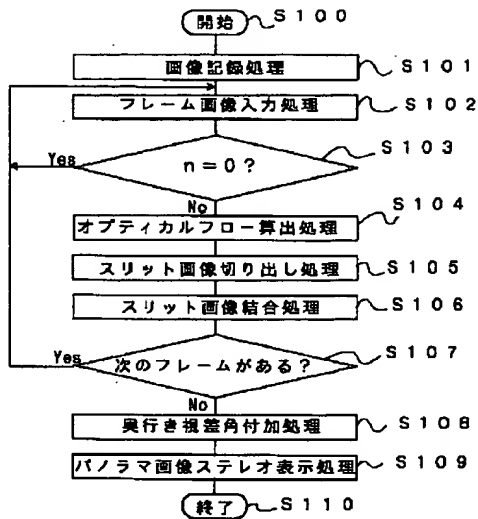 開始 S100
画像記録処理 S101
フレーム画像入力処理 S102
n=0? S103
Yes
No
オプティカルフロー算出処理 S104
スリット画像切り出し処理 S105
スリット画像結合処理 S106
次のフレームがある? S107
Yes
No
奥行き視差角付加処理 S108
パノラマ画像ステレオ表示処理 S109
終了 S110